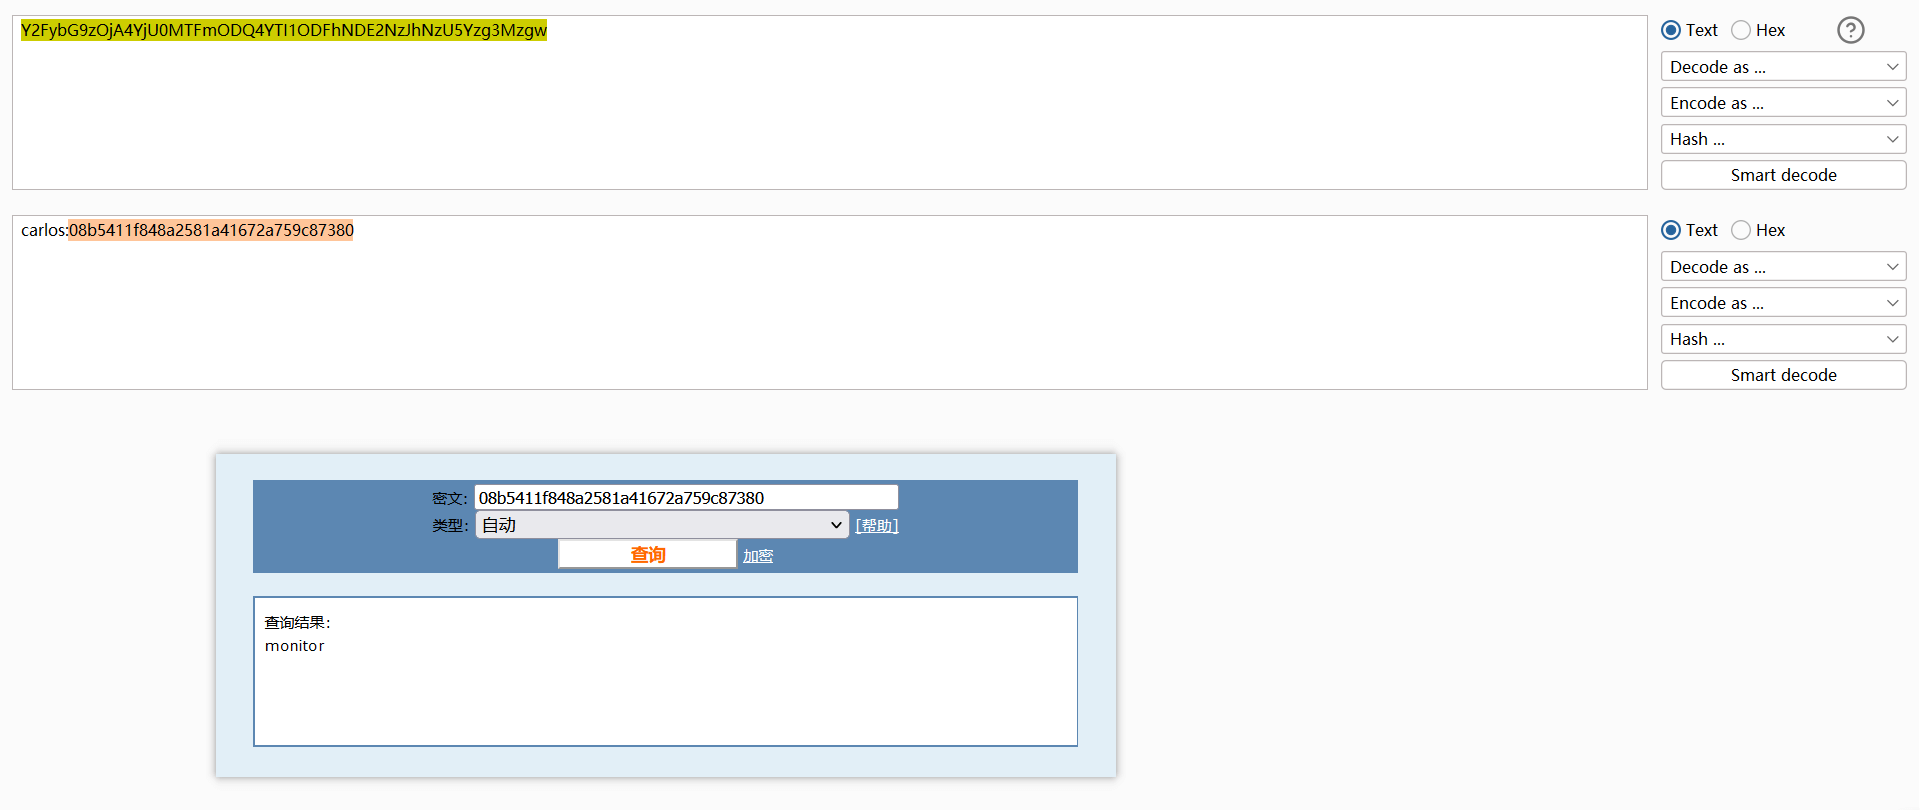 Y2FybG9zOjA4YjU0MTFmODQ4YTI1ODFhNDE2NzJhNzU5Yzg3Mzgw
Text Hex
Decode as ...
Encode as ...
Hash ...
Smart decode
carlos:08b5411f848a2581a41672a759c87380
Text Hex
Decode as ...
Encode as ...
Hash ...
Smart decode
密文: 08b5411f848a2581a41672a759c87380
类型: 自动 [帮助]
查询 加密
查询结果:
monitor